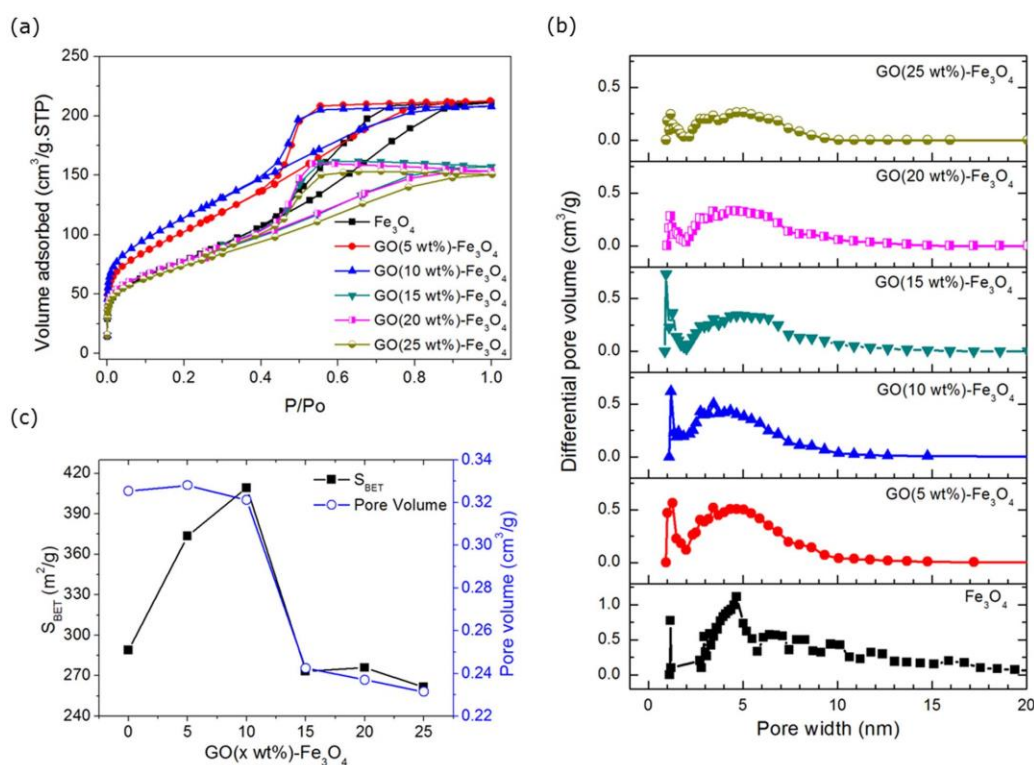 (a)
250
200
150
100
50
0
Volume adsorbed (cm³/g.STP)
0.0 0.2 0.4 0.6 0.8 1.0
P/Po
Fe₃O₄
GO(5 wt%)-Fe₃O₄
GO(10 wt%)-Fe₃O₄
GO(15 wt%)-Fe₃O₄
GO(20 wt%)-Fe₃O₄
GO(25 wt%)-Fe₃O₄
(b)
Differential pore volume (cm³/g)
GO(25 wt%)-Fe₃O₄
0.5
0.0
GO(20 wt%)-Fe₃O₄
0.5
0.0
GO(15 wt%)-Fe₃O₄
0.5
0.0
GO(10 wt%)-Fe₃O₄
0.5
0.0
GO(5 wt%)-Fe₃O₄
0.5
0.0
Fe₃O₄
1.0
0.5
0.0
0 5 10 15 20
Pore width (nm)
(c)
420
390
360
330
300
270
240
S_BET (m²/g)
S_BET
Pore Volume
0.34
0.32
0.30
0.28
0.26
0.24
0.22
Pore volume (cm³/g)
0 5 10 15 20 25
GO(x wt%)-Fe₃O₄